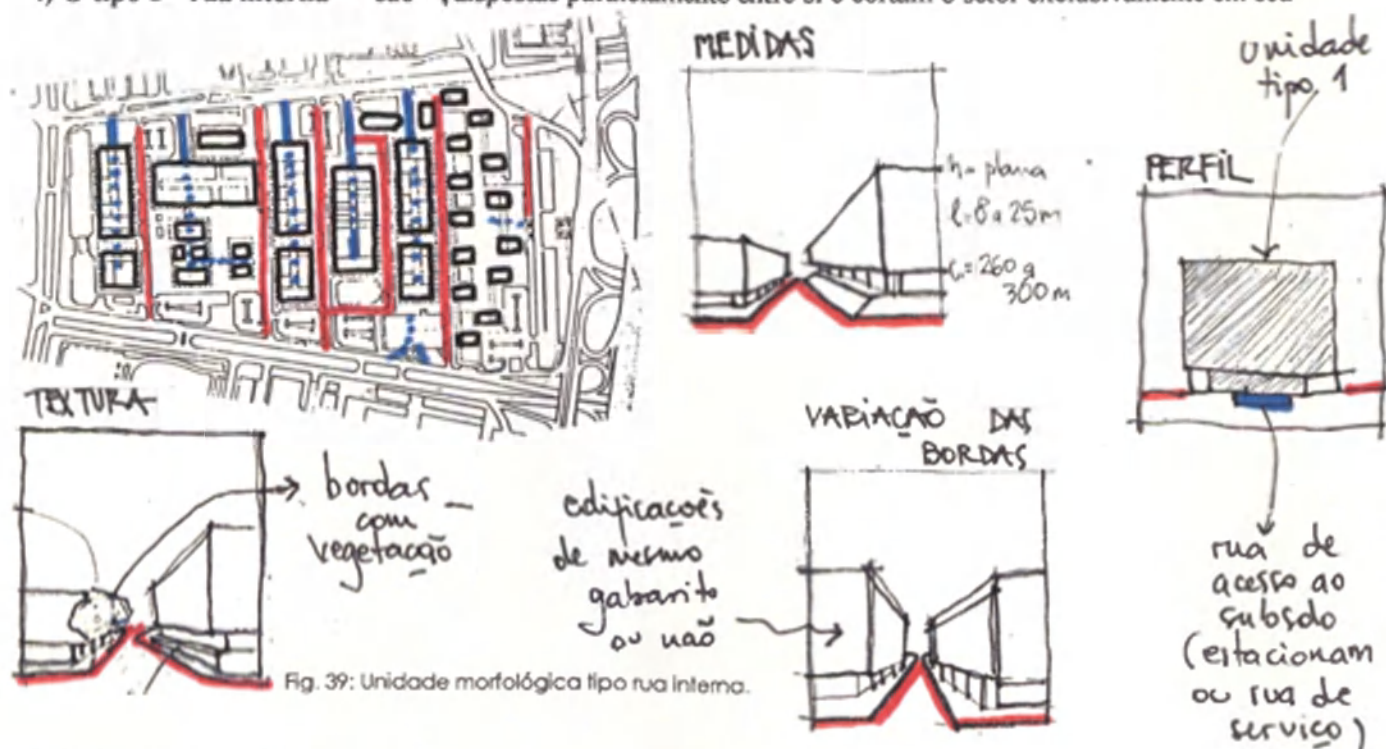 MEDIDAS
h= plana
l=8 a 25m
c=260 a
300m
unidade
tipo 1
PERFIL
rua de
acesso ao
subsolo
(estacionam
ou rua de
serviço)
TEXTURA
bordas
com
vegetação
VARIAÇÃO DAS
BORDAS
edificações
de mesmo
gabarito
ou não
Fig. 39: Unidade morfológica tipo rua interna.